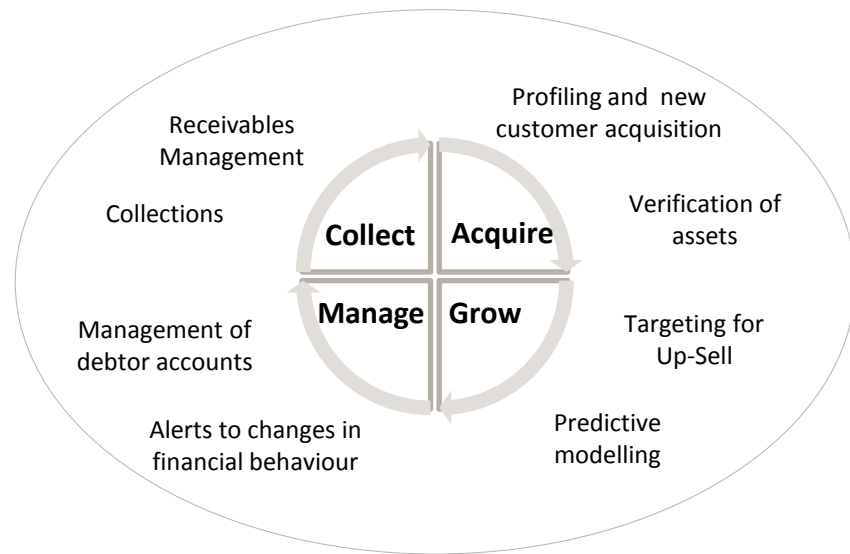 Profiling and new
customer acquisition
Receivables
Management
Verification of
assets
Collections
Collect
Acquire
Manage
Grow
Targeting for
Up-Sell
Management of
debtor accounts
Predictive
modelling
Alerts to changes in
financial behaviour